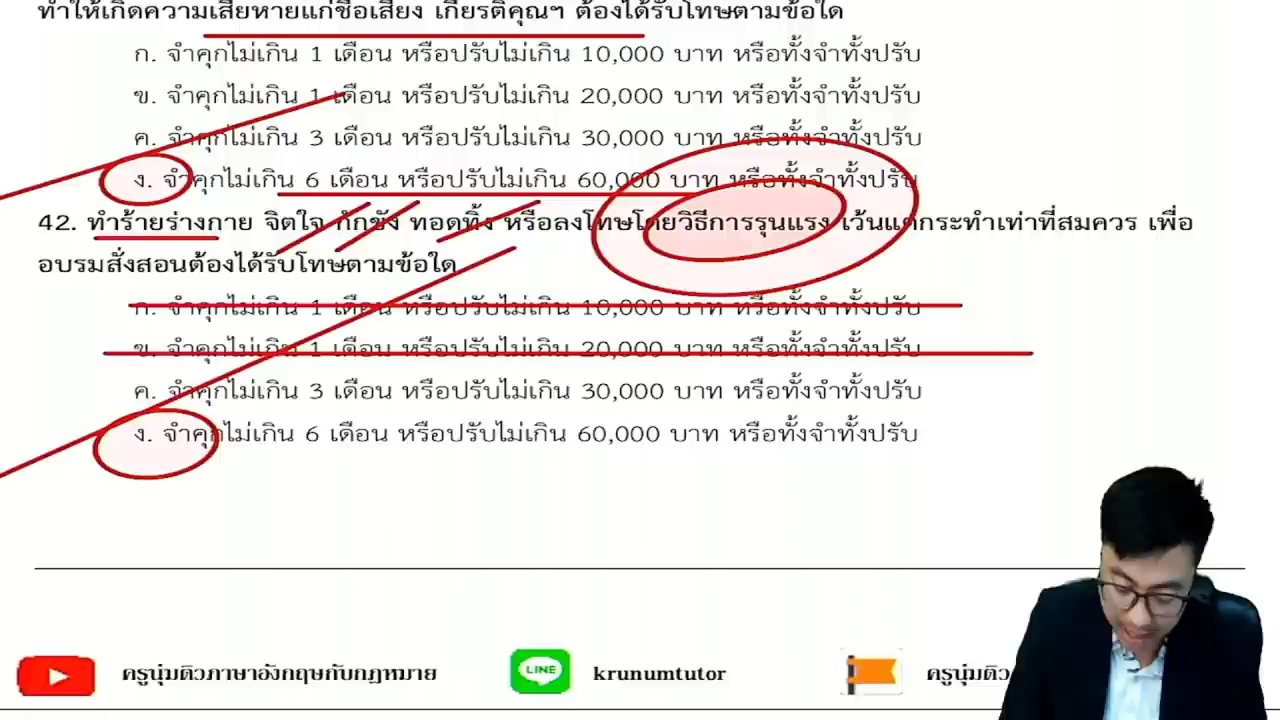 ทำให้เกิดความเสียหายแก่ชื่อเสียง เกียรติคุณฯ ต้องได้รับโทษตามข้อใด
ก. จำคุกไม่เกิน 1 เดือน หรือปรับไม่เกิน 10,000 บาท หรือทั้งจำทั้งปรับ
ข. จำคุกไม่เกิน 1 เดือน หรือปรับไม่เกิน 20,000 บาท หรือทั้งจำทั้งปรับ
ค. จำคุกไม่เกิน 3 เดือน หรือปรับไม่เกิน 30,000 บาท หรือทั้งจำทั้งปรับ
ง. จำคุกไม่เกิน 6 เดือน หรือปรับไม่เกิน 60,000 บาท หรือทั้งจำทั้งปรับ
42. ทำร้ายร่างกาย จิตใจ กักขัง ทอดทิ้ง หรือลงโทษโดยวิธีการรุนแรง เว้นแต่กระทำเท่าที่สมควร เพื่อ
อบรมสั่งสอนต้องได้รับโทษตามข้อใด
ก. จำคุกไม่เกิน 1 เดือน หรือปรับไม่เกิน 10,000 บาท หรือทั้งจำทั้งปรับ
ข. จำคุกไม่เกิน 1 เดือน หรือปรับไม่เกิน 20,000 บาท หรือทั้งจำทั้งปรับ
ค. จำคุกไม่เกิน 3 เดือน หรือปรับไม่เกิน 30,000 บาท หรือทั้งจำทั้งปรับ
ง. จำคุกไม่เกิน 6 เดือน หรือปรับไม่เกิน 60,000 บาท หรือทั้งจำทั้งปรับ
ครูนุ่มติวภาษาอังกฤษกับกฎหมาย LINE krunumtutor ครูนุ่มติว